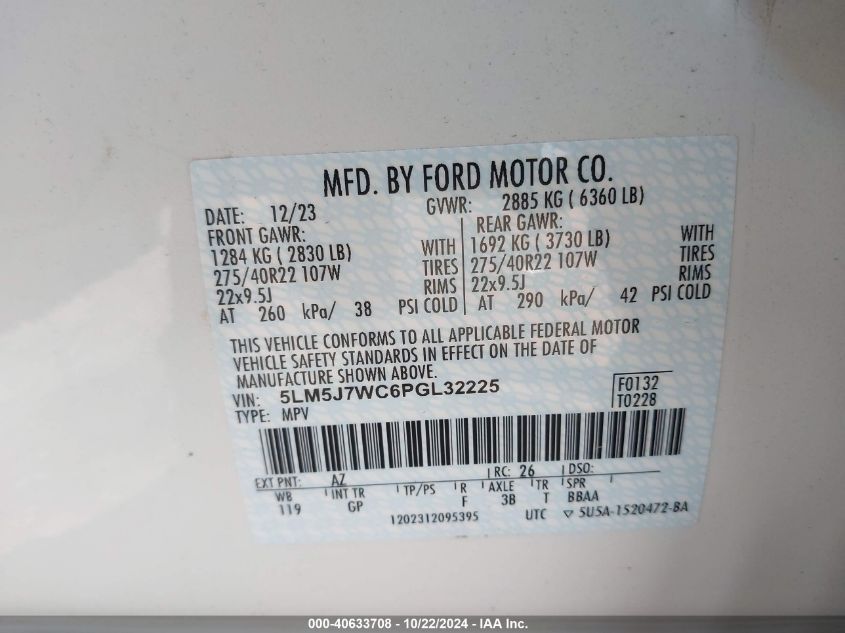 MFD. BY FORD MOTOR CO.
DATE: 12/23 GVWR: 2885 KG ( 6360 LB)
FRONT GAWR: REAR GAWR:
1284 KG ( 2830 LB) WITH 1692 KG ( 3730 LB) WITH
275/40R22 107W TIRES 275/40R22 107W TIRES
22x9.5J RIMS 22x9.5J RIMS
AT 260 kPa/ 38 PSI COLD AT 290 kPa/ 42 PSI COLD
THIS VEHICLE CONFORMS TO ALL APPLICABLE FEDERAL MOTOR
VEHICLE SAFETY STANDARDS IN EFFECT ON THE DATE OF
MANUFACTURE SHOWN ABOVE.
VIN: 5LM5J7WC6PGL32225 F0132
TYPE: MPV T0228
EXT PNT: AZ RC: 26 DSO:
WB INT TR TP/PS R AXLE TR SPR
119 GP F 3B T BBAA
1202312095395 UTC ▽ 5U5A-1520472-BA
000-40633708 - 10/22/2024 - IAA Inc.